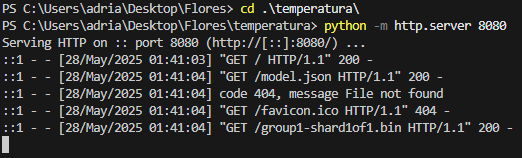 PS C:\Users\adria\Desktop\Flores> cd .\temperatura\
PS C:\Users\adria\Desktop\Flores\temperatura> python -m http.server 8080
Serving HTTP on :: port 8080 (http://[::]:8080/) ...
::1 - - [28/May/2025 01:41:03] "GET / HTTP/1.1" 200 -
::1 - - [28/May/2025 01:41:04] "GET /model.json HTTP/1.1" 200 -
::1 - - [28/May/2025 01:41:04] code 404, message File not found
::1 - - [28/May/2025 01:41:04] "GET /favicon.ico HTTP/1.1" 404 -
::1 - - [28/May/2025 01:41:04] "GET /group1-shard1of1.bin HTTP/1.1" 200 -